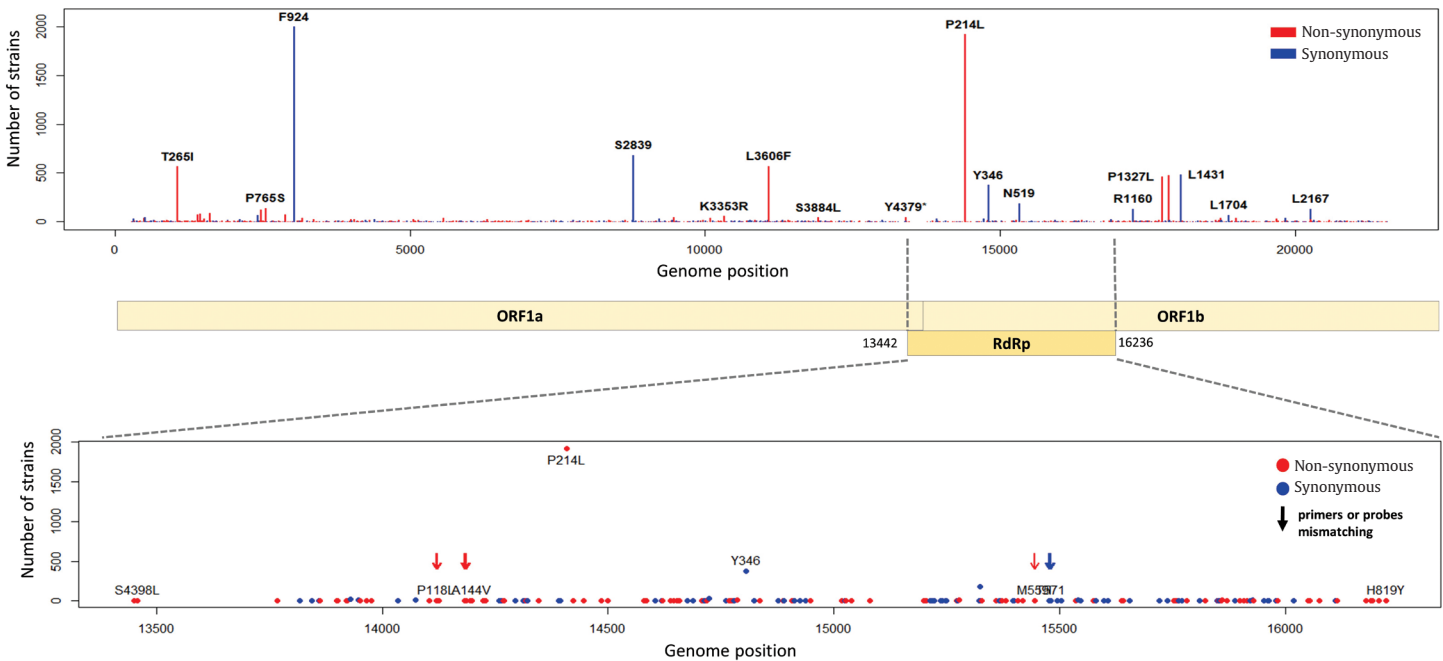 F924
P214L
Non-synonymous
Synonymous
Number of strains
2000
1500
1000
500
0
T265I
P765S
S2839
L3606F
K3353R
S3884L
Y4379*
Y346
N519
P1327L
L1431
R1160
L1704
L2167
0
5000
10000
15000
20000
Genome position
ORF1a
ORF1b
13442
RdRp
16236
Number of strains
2000
1500
1000
500
0
P214L
Non-synonymous
Synonymous
primers or probes
mismatching
S4398L
P118L
A144V
Y346
H819Y
13500
14000
14500
15000
15500
16000
Genome position